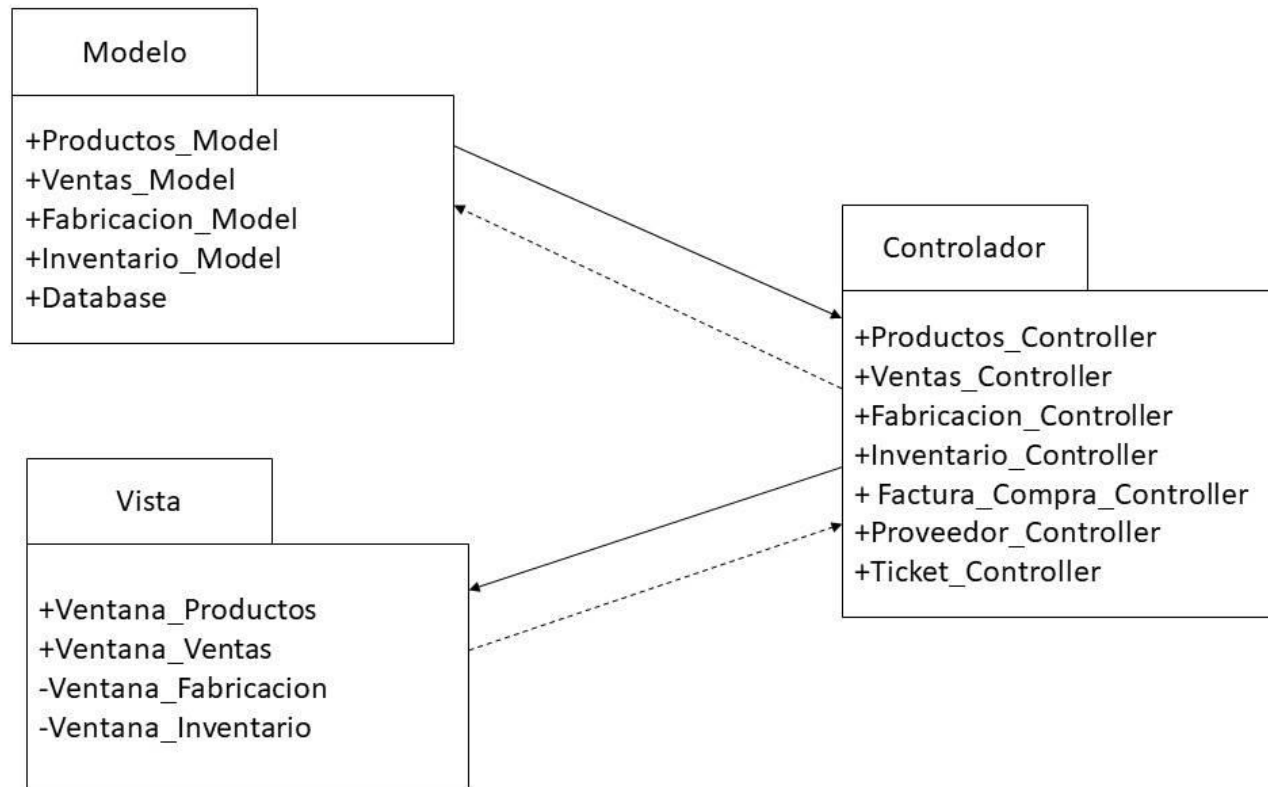 Modelo
+Productos_Model
+Ventas_Model
+Fabricacion_Model
+Inventario_Model
+Database
Controlador
+Productos_Controller
+Ventas_Controller
+Fabricacion_Controller
+Inventario_Controller
+ Factura_Compra_Controller
+Proveedor_Controller
+Ticket_Controller
Vista
+Ventana_Productos
+Ventana_Ventas
-Ventana_Fabricacion
-Ventana_Inventario